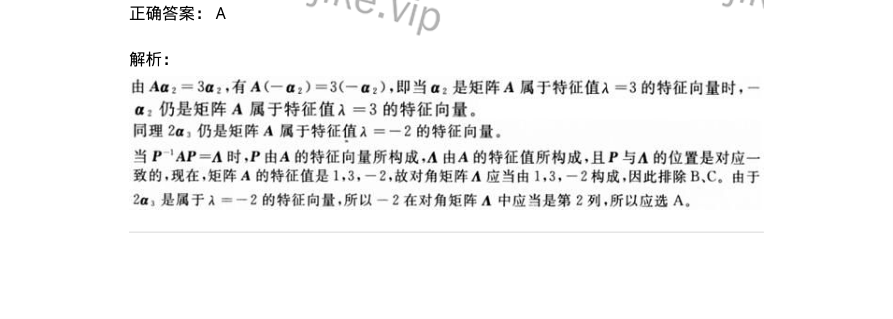 jike.vip
正确答案： A
解析：
由 Aα₂＝3α₂,有 A(－α₂)＝3(－α₂),即当 α₂ 是矩阵 A 属于特征值λ＝3 的特征向量时,－
α₂ 仍是矩阵 A 属于特征值λ＝3 的特征向量。
同理 2α₃ 仍是矩阵 A 属于特征值λ＝－2 的特征向量。
当 P⁻¹AP＝Λ 时,P 由A 的特征向量所构成,Λ 由A 的特征值所构成,且 P 与Λ 的位置是对应一
致的,现在,矩阵 A 的特征值是 1,3,－2,故对角矩阵 Λ 应当由 1,3,－2 构成,因此排除 B、C。由于
2α₃ 是属于 λ＝－2 的特征向量,所以－2 在对角矩阵 Λ 中应当是第 2 列,所以应选 A。